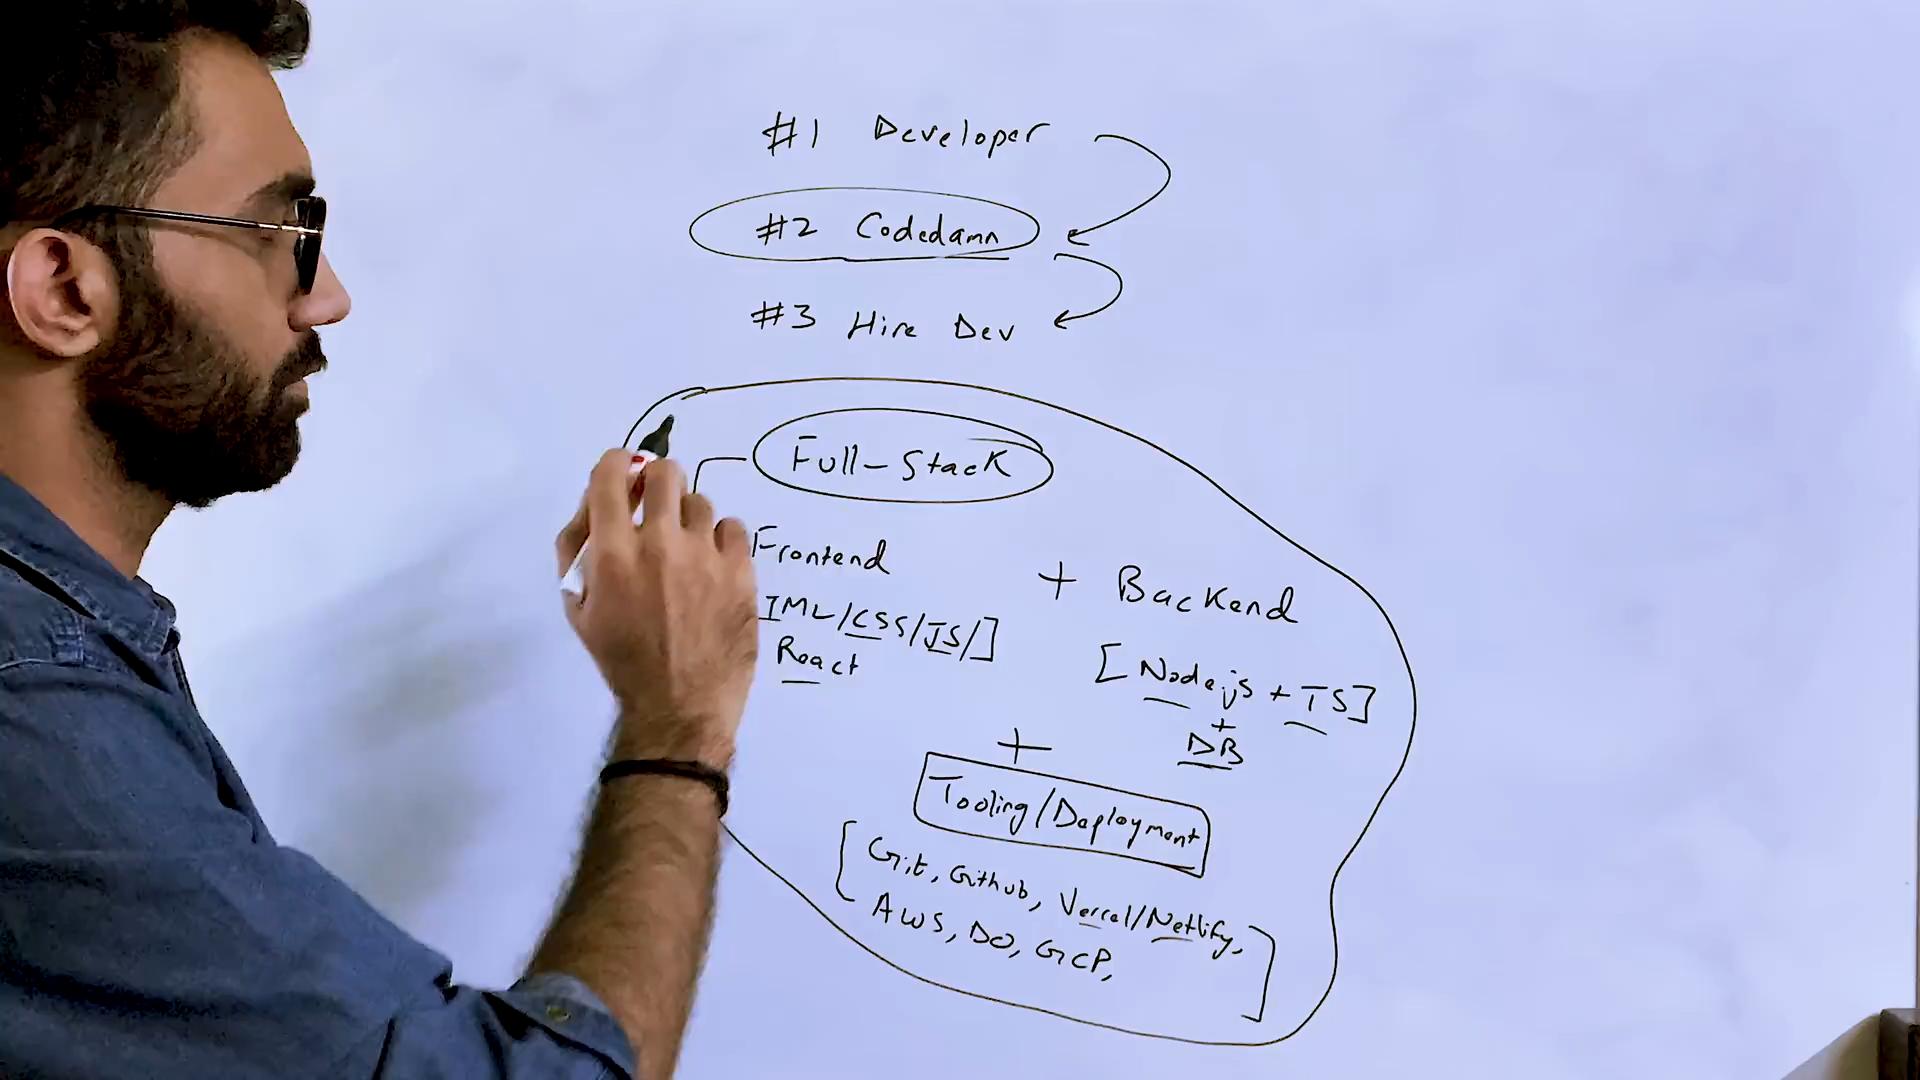 #1 Developer
#2 Codedamn
#3 Hire Dev
Full-Stack
Frontend
+ Backend
ML/CSS/JS/]
React
[Nodejs + TS]
+
DB
+
Tooling/Deployment
[Git, Github, Vercel/Netlify,
AWS, DO, GCP, ]